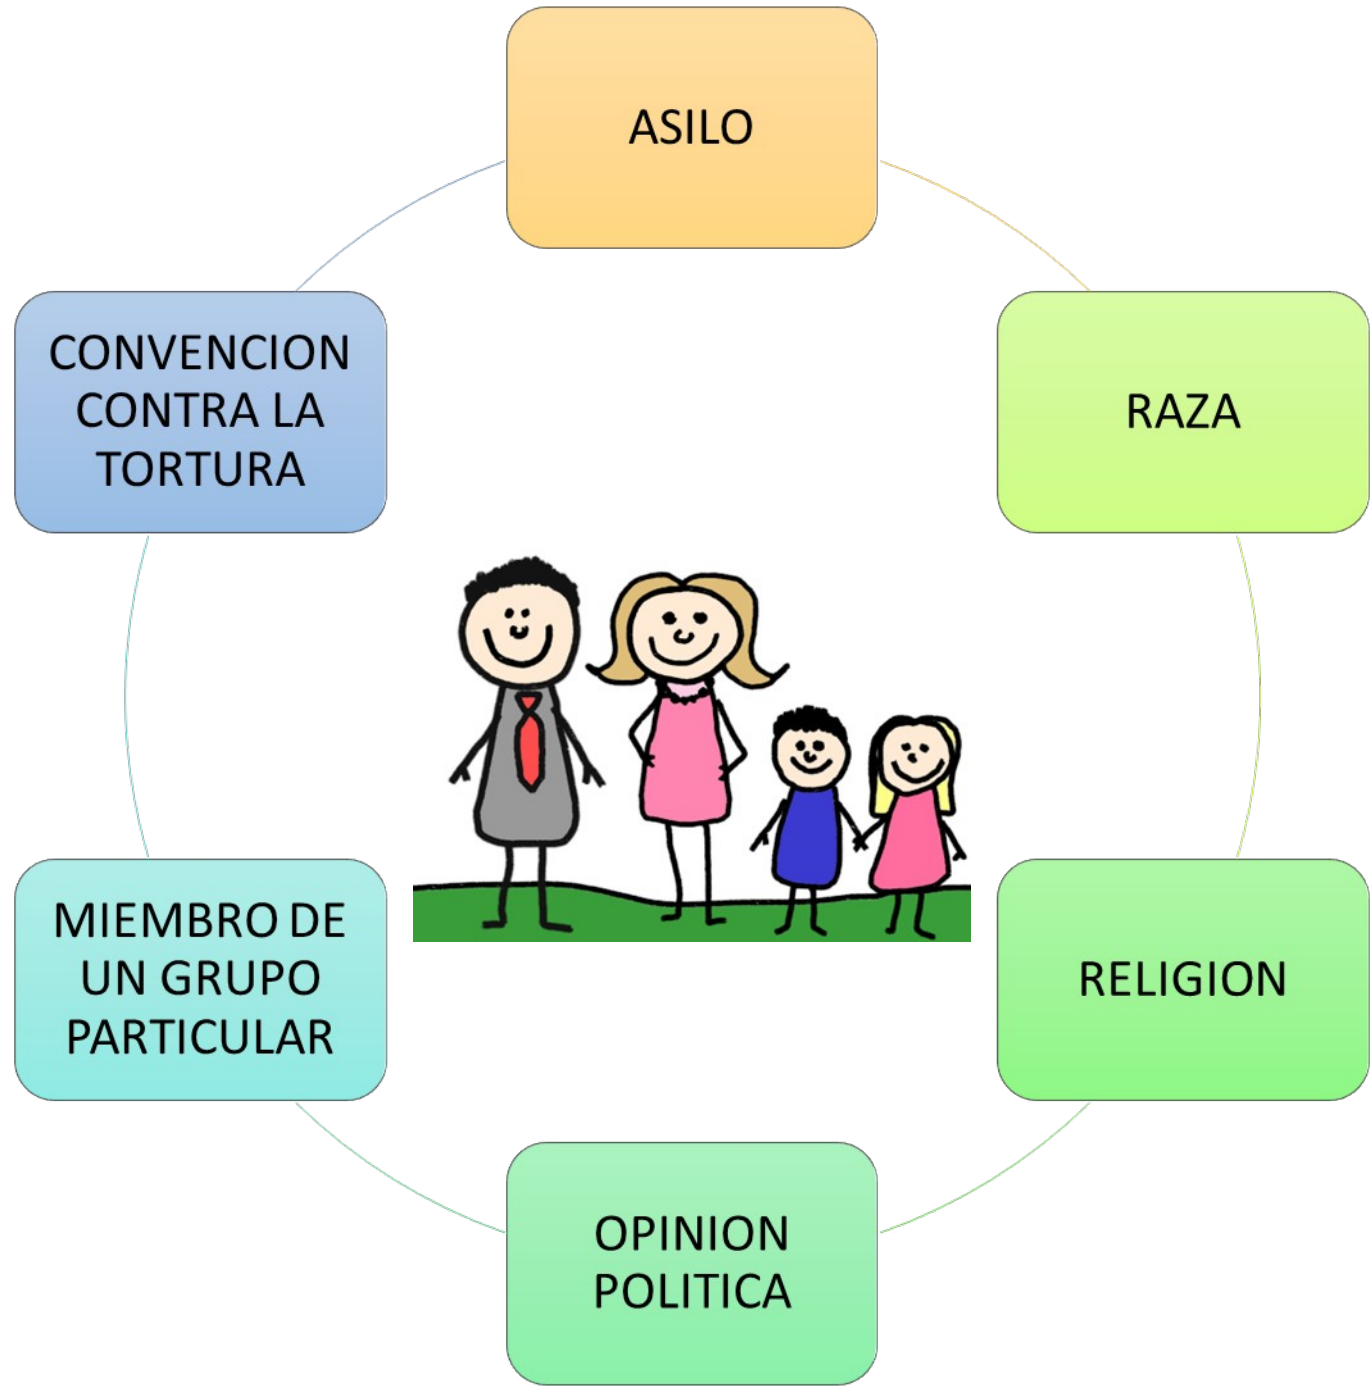 ASILO
RAZA
RELIGION
OPINION
POLITICA
MIEMBRO DE
UN GRUPO
PARTICULAR
CONVENCION
CONTRA LA
TORTURA